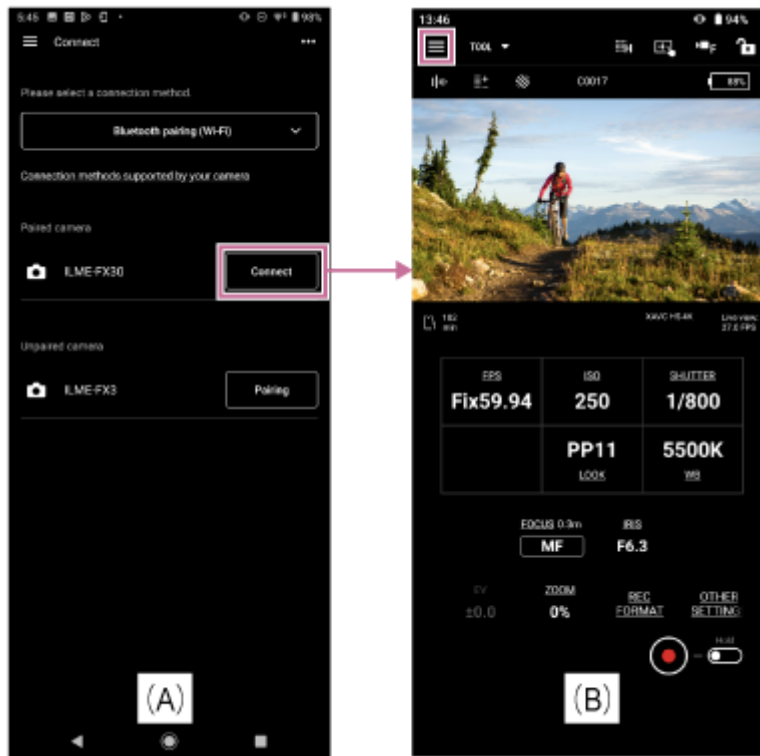 5:45
98%
Connect
Please select a connection method.
Bluetooth pairing (Wi-Fi)
Connection methods supported by your camera
Paired camera
ILME-FX30
Connect
Unpaired camera
ILME-FX3
Pairing
(A)
13:46
94%
TOOL
C0017
88%
182
min
XAVC HS 4K
Live view:
27.0 FPS
FPS
ISO
SHUTTER
Fix59.94
250
1/800
PP11
5500K
LOOK
WB
FOCUS 0.3m
IRIS
MF
F6.3
EV
ZOOM
REC
FORMAT
OTHER
SETTING
±0.0
0%
Hold
(B)